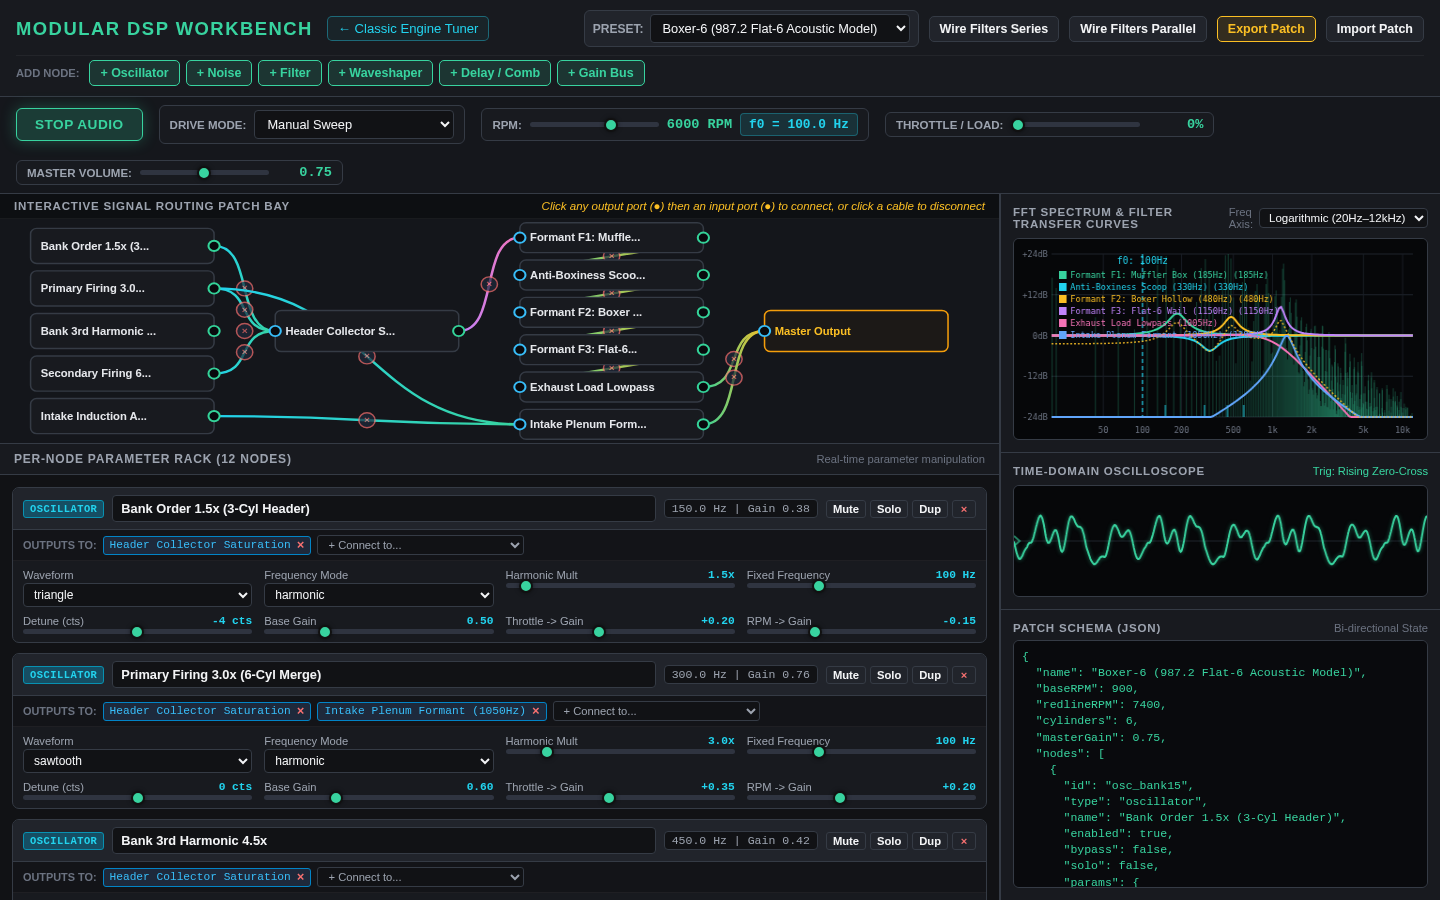 MODULAR DSP WORKBENCH
← Classic Engine Tuner
PRESET:
Boxer-6 (987.2 Flat-6 Acoustic Model)
Wire Filters Series
Wire Filters Parallel
Export Patch
Import Patch
ADD NODE:
+ Oscillator
+ Noise
+ Filter
+ Waveshaper
+ Delay / Comb
+ Gain Bus
STOP AUDIO
DRIVE MODE:
Manual Sweep
RPM:
6000 RPM
f0 = 100.0 Hz
THROTTLE / LOAD:
0%
MASTER VOLUME:
0.75
INTERACTIVE SIGNAL ROUTING PATCH BAY
Click any output port (●) then an input port (●) to connect, or click a cable to disconnect
Bank Order 1.5x (3...
Primary Firing 3.0...
Bank 3rd Harmonic ...
Secondary Firing 6...
Intake Induction A...
Header Collector S...
Formant F1: Muffle...
Anti-Boxiness Scoo...
Formant F2: Boxer ...
Formant F3: Flat-6...
Exhaust Load Lowpass
Intake Plenum Form...
Master Output
PER-NODE PARAMETER RACK (12 NODES)
Real-time parameter manipulation
OSCILLATOR
Bank Order 1.5x (3-Cyl Header)
150.0 Hz | Gain 0.38
Mute
Solo
Dup
×
OUTPUTS TO:
Header Collector Saturation ×
+ Connect to...
Waveform
triangle
Frequency Mode
harmonic
Harmonic Mult
1.5x
Fixed Frequency
100 Hz
Detune (cts)
-4 cts
Base Gain
0.50
Throttle -> Gain
+0.20
RPM -> Gain
-0.15
OSCILLATOR
Primary Firing 3.0x (6-Cyl Merge)
300.0 Hz | Gain 0.76
Mute
Solo
Dup
×
OUTPUTS TO:
Header Collector Saturation ×
Intake Plenum Formant (1050Hz) ×
+ Connect to...
Waveform
sawtooth
Frequency Mode
harmonic
Harmonic Mult
3.0x
Fixed Frequency
100 Hz
Detune (cts)
0 cts
Base Gain
0.60
Throttle -> Gain
+0.35
RPM -> Gain
+0.20
OSCILLATOR
Bank 3rd Harmonic 4.5x
450.0 Hz | Gain 0.42
Mute
Solo
Dup
×
OUTPUTS TO:
Header Collector Saturation ×
+ Connect to...
FFT SPECTRUM & FILTER
TRANSFER CURVES
Freq
Axis:
Logarithmic (20Hz–12kHz)
+24dB
+12dB
0dB
-12dB
-24dB
f0: 100Hz
Formant F1: Muffler Box (185Hz) (185Hz)
Anti-Boxiness Scoop (330Hz) (330Hz)
Formant F2: Boxer Hollow (480Hz) (480Hz)
Formant F3: Flat-6 Wail (1150Hz) (1150Hz)
Exhaust Load Lowpass
50
100
200
500
1k
2k
5k
10k
TIME-DOMAIN OSCILLOSCOPE
Trig: Rising Zero-Cross
PATCH SCHEMA (JSON)
Bi-directional State
{
"name": "Boxer-6 (987.2 Flat-6 Acoustic Model)",
"baseRPM": 900,
"redlineRPM": 7400,
"cylinders": 6,
"masterGain": 0.75,
"nodes": [
{
"id": "osc_bank15",
"type": "oscillator",
"name": "Bank Order 1.5x (3-Cyl Header)",
"enabled": true,
"bypass": false,
"solo": false,
"params": {